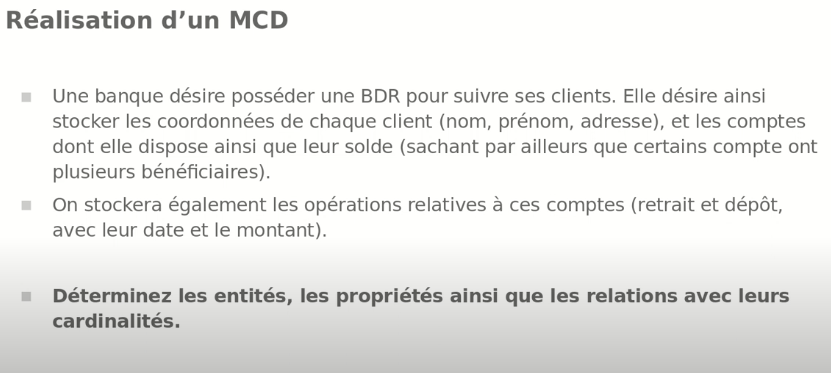 Réalisation d’un MCD
Une banque désire posséder une BDR pour suivre ses clients. Elle désire ainsi
stocker les coordonnées de chaque client (nom, prénom, adresse), et les comptes
dont elle dispose ainsi que leur solde (sachant par ailleurs que certains compte ont
plusieurs bénéficiaires).
On stockera également les opérations relatives à ces comptes (retrait et dépôt,
avec leur date et le montant).
Déterminez les entités, les propriétés ainsi que les relations avec leurs
cardinalités.